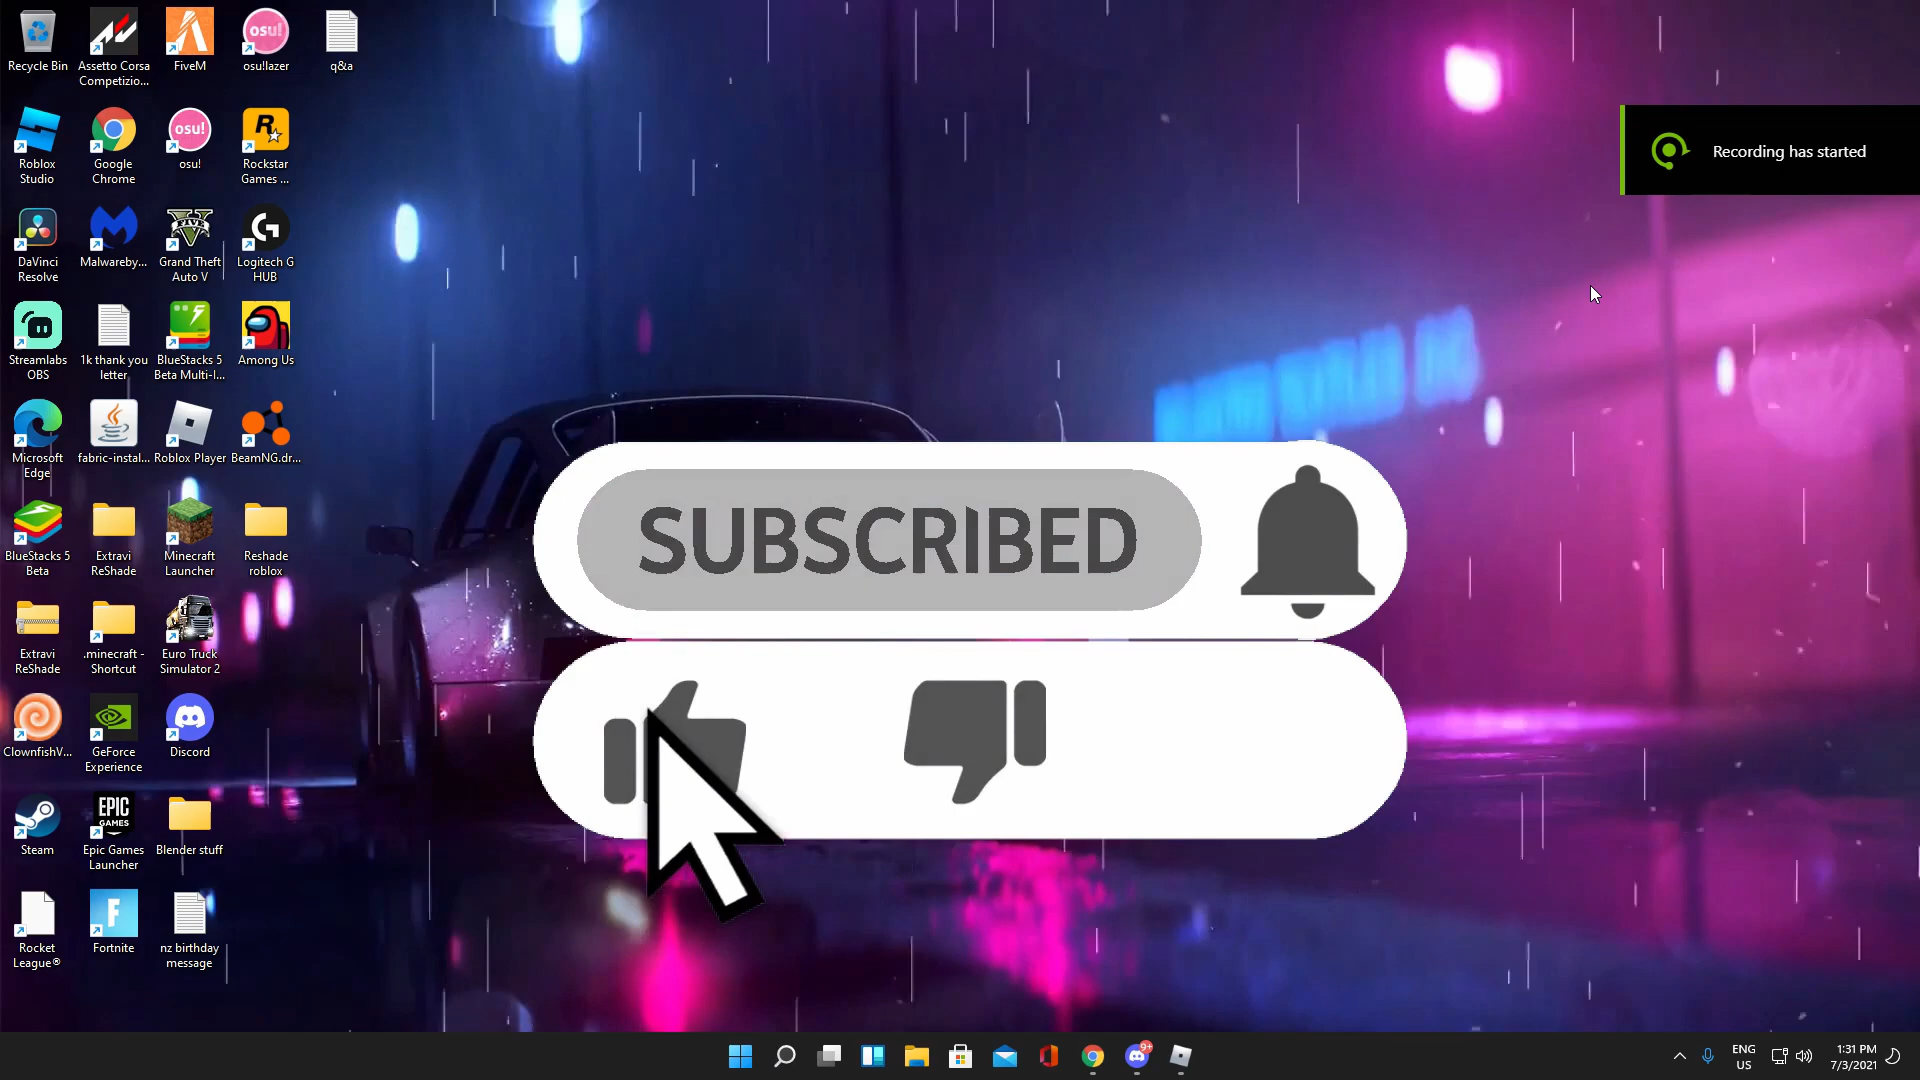 Recycle Bin
Assetto Corsa
Competizio...
FiveM
osu!
osu!lazer
q&a
Roblox
Studio
Google
Chrome
osu!
osu!
R
Rockstar
Games ...
DaVinci
Resolve
Malwareby...
FIVE
Grand Theft
Auto V
Logitech G
HUB
Streamlabs
OBS
1k thank you
letter
BlueStacks 5
Beta Multi-I...
Among Us
Microsoft
Edge
fabric-instal...
Roblox Player
BeamNG.dr...
BlueStacks 5
Beta
Extravi
ReShade
Minecraft
Launcher
Reshade
roblox
Extravi
ReShade
.minecraft -
Shortcut
Euro Truck
Simulator 2
ClownfishV...
GeForce
Experience
Discord
Steam
EPIC
GAMES
Epic Games
Launcher
Blender stuff
Rocket
League®
F
Fortnite
nz birthday
message
Recording has started
SUBSCRIBED
9+
ENG
US
1:31 PM
7/3/2021